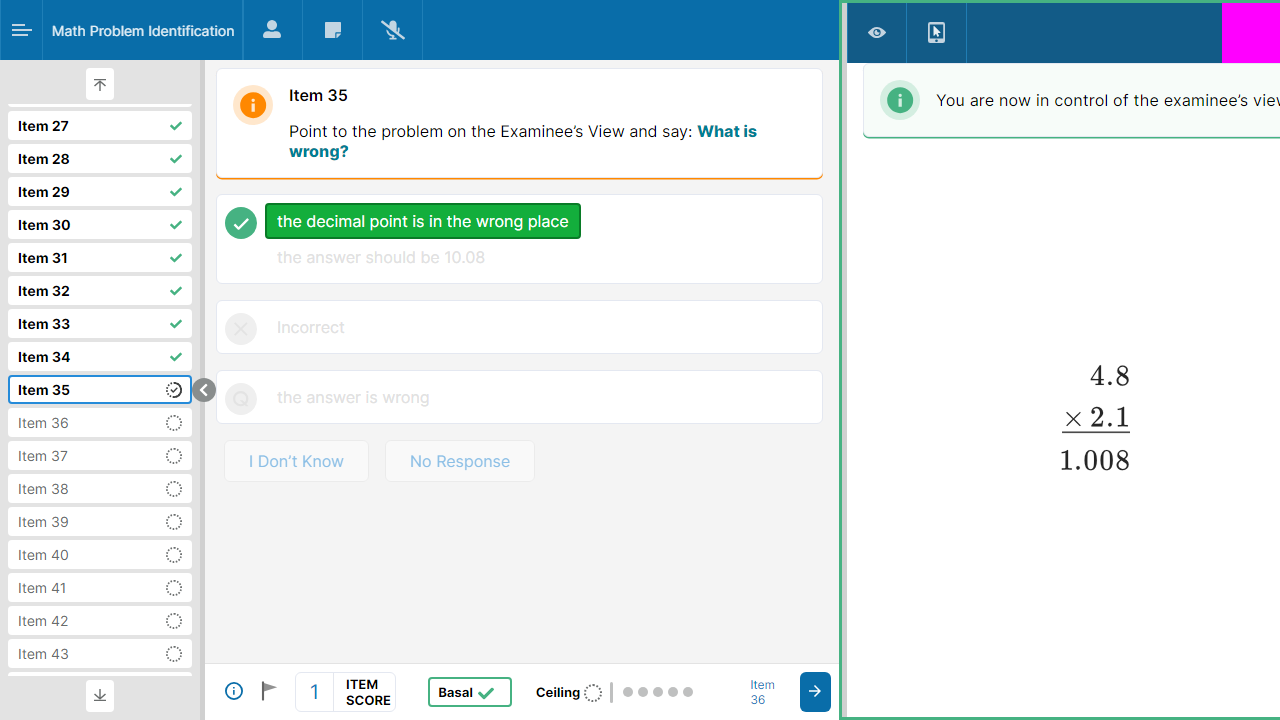 Math Problem Identification
Item 27
Item 28
Item 29
Item 30
Item 31
Item 32
Item 33
Item 34
Item 35
Item 36
Item 37
Item 38
Item 39
Item 40
Item 41
Item 42
Item 43
Item 35
Point to the problem on the Examinee’s View and say: What is
wrong?
the decimal point is in the wrong place
the answer should be 10.08
Incorrect
Q
the answer is wrong
I Don’t Know
No Response
1
ITEM
SCORE
Basal
Ceiling
Item
36
You are now in control of the examinee’s view
4.8
× 2.1
1.008